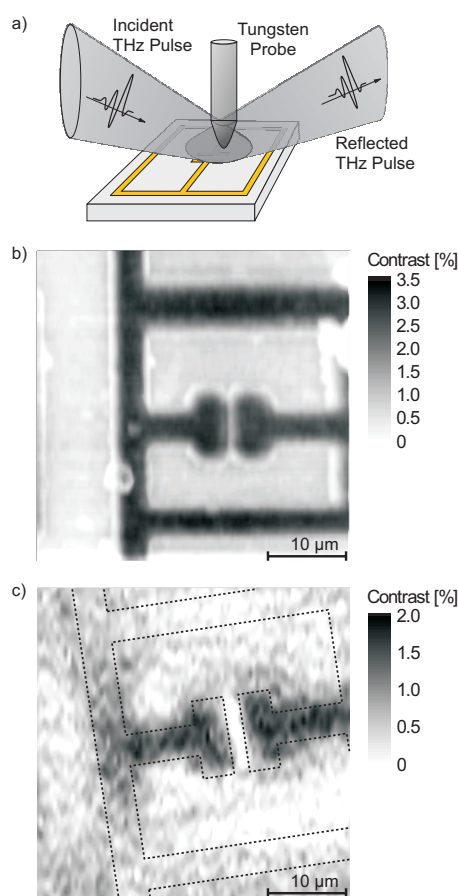 a)
Incident
THz Pulse
Tungsten
Probe
Reflected
THz Pulse
b)
Contrast [%]
3.5
3.0
2.5
2.0
1.5
1.0
0.5
0
10 µm
c)
Contrast [%]
2.0
1.5
1.0
0.5
0
10 µm